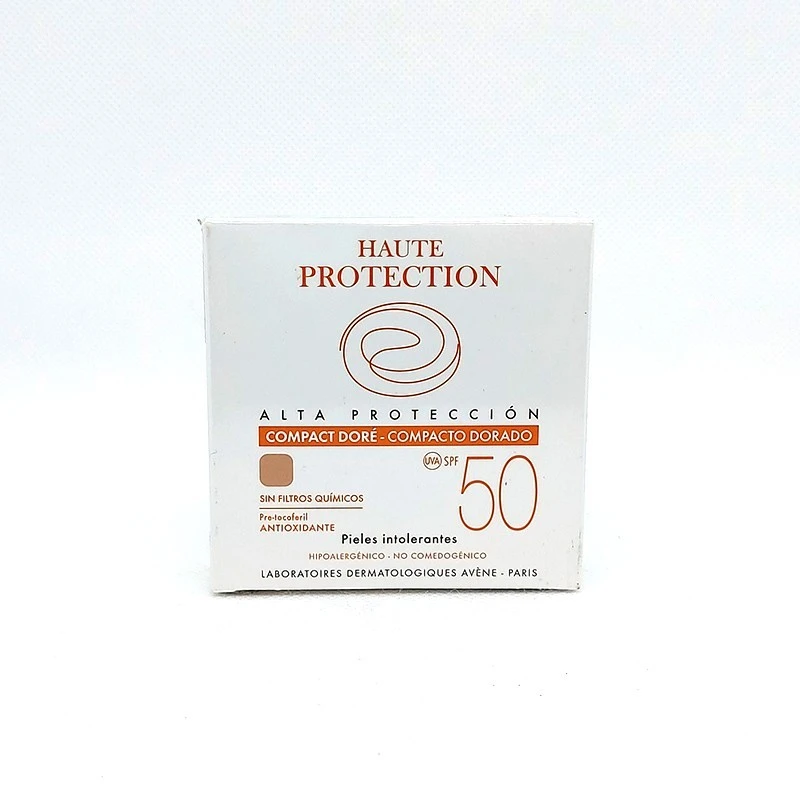 HAUTE
PROTECTION
ALTA PROTECCIÓN
COMPACT DORÉ - COMPACTO DORADO
UVA SPF 50
SIN FILTROS QUÍMICOS
Pre-tocoferil
ANTIOXIDANTE
Pieles intolerantes
HIPOALERGÉNICO - NO COMEDOGÉNICO
LABORATOIRES DERMATOLOGIQUES AVÈNE - PARIS